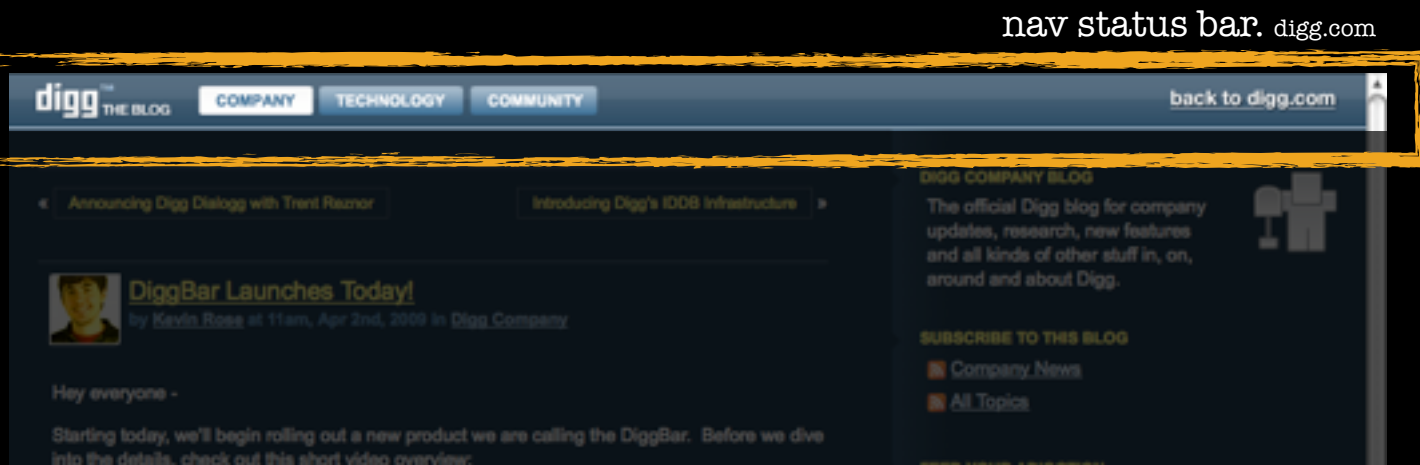 nav status bar. digg.com
digg™ THE BLOG COMPANY TECHNOLOGY COMMUNITY back to digg.com
« Announcing Digg Dialogg with Trent Reznor Introducing Digg's IDDB Infrastructure »
DiggBar Launches Today!
by Kevin Rose at 11am, Apr 2nd, 2009 in Digg Company
Hey everyone -
Starting today, we'll begin rolling out a new product we are calling the DiggBar. Before we dive
into the details, check out this short video overview:
DIGG COMPANY BLOG
The official Digg blog for company
updates, research, new features
and all kinds of other stuff in, on,
around and about Digg.
SUBSCRIBE TO THIS BLOG
Company News
All Topics